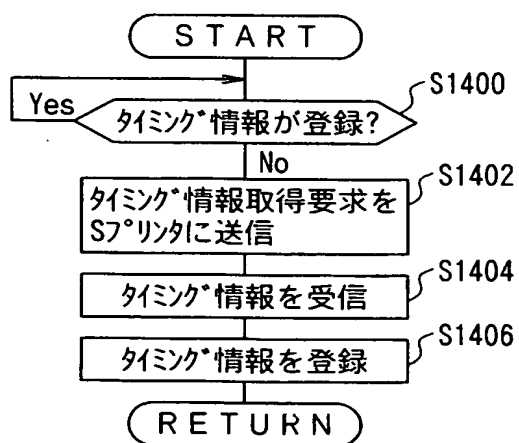 START
Yes
S1400
ﾀｲﾐﾝｸﾞ情報が登録?
No
S1402
ﾀｲﾐﾝｸﾞ情報取得要求を
Sﾌﾟﾘﾝﾀに送信
S1404
ﾀｲﾐﾝｸﾞ情報を受信
S1406
ﾀｲﾐﾝｸﾞ情報を登録
RETURN